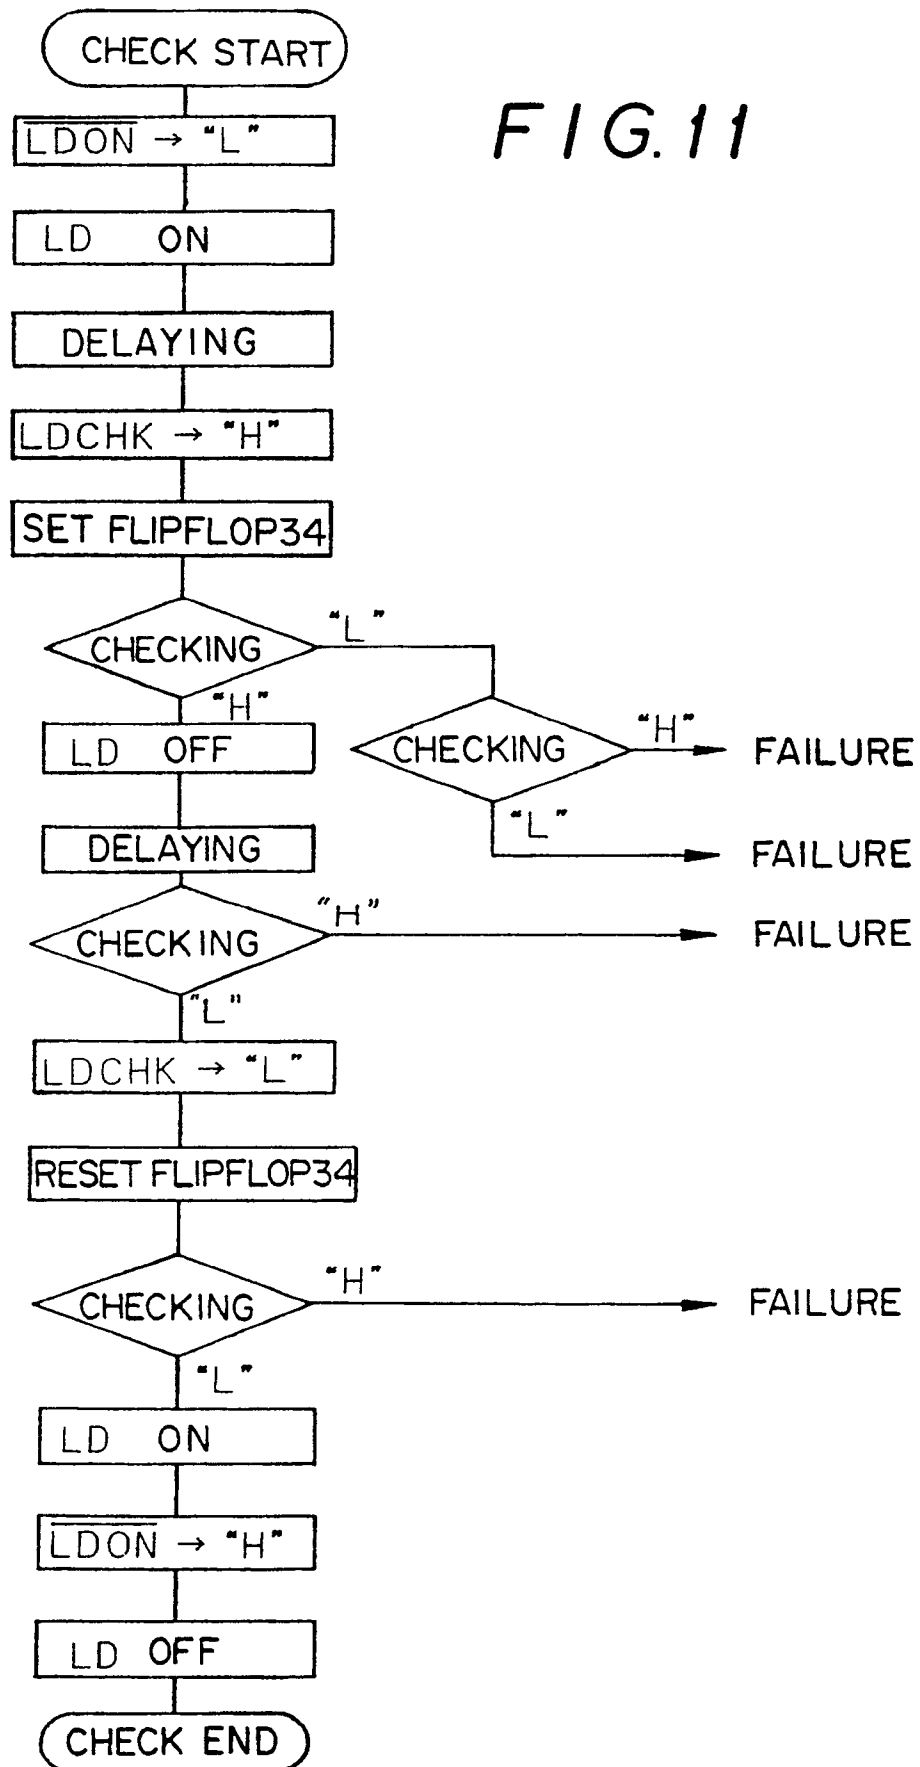 CHECK START
FIG.11
LDON → "L"
LD ON
DELAYING
LDCHK → "H"
SET FLIPFLOP34
CHECKING
"L"
"H"
LD OFF
CHECKING
"H"
FAILURE
"L"
FAILURE
DELAYING
CHECKING
"H"
FAILURE
"L"
LDCHK → "L"
RESET FLIPFLOP34
CHECKING
"H"
FAILURE
"L"
LD ON
LDON → "H"
LD OFF
CHECK END